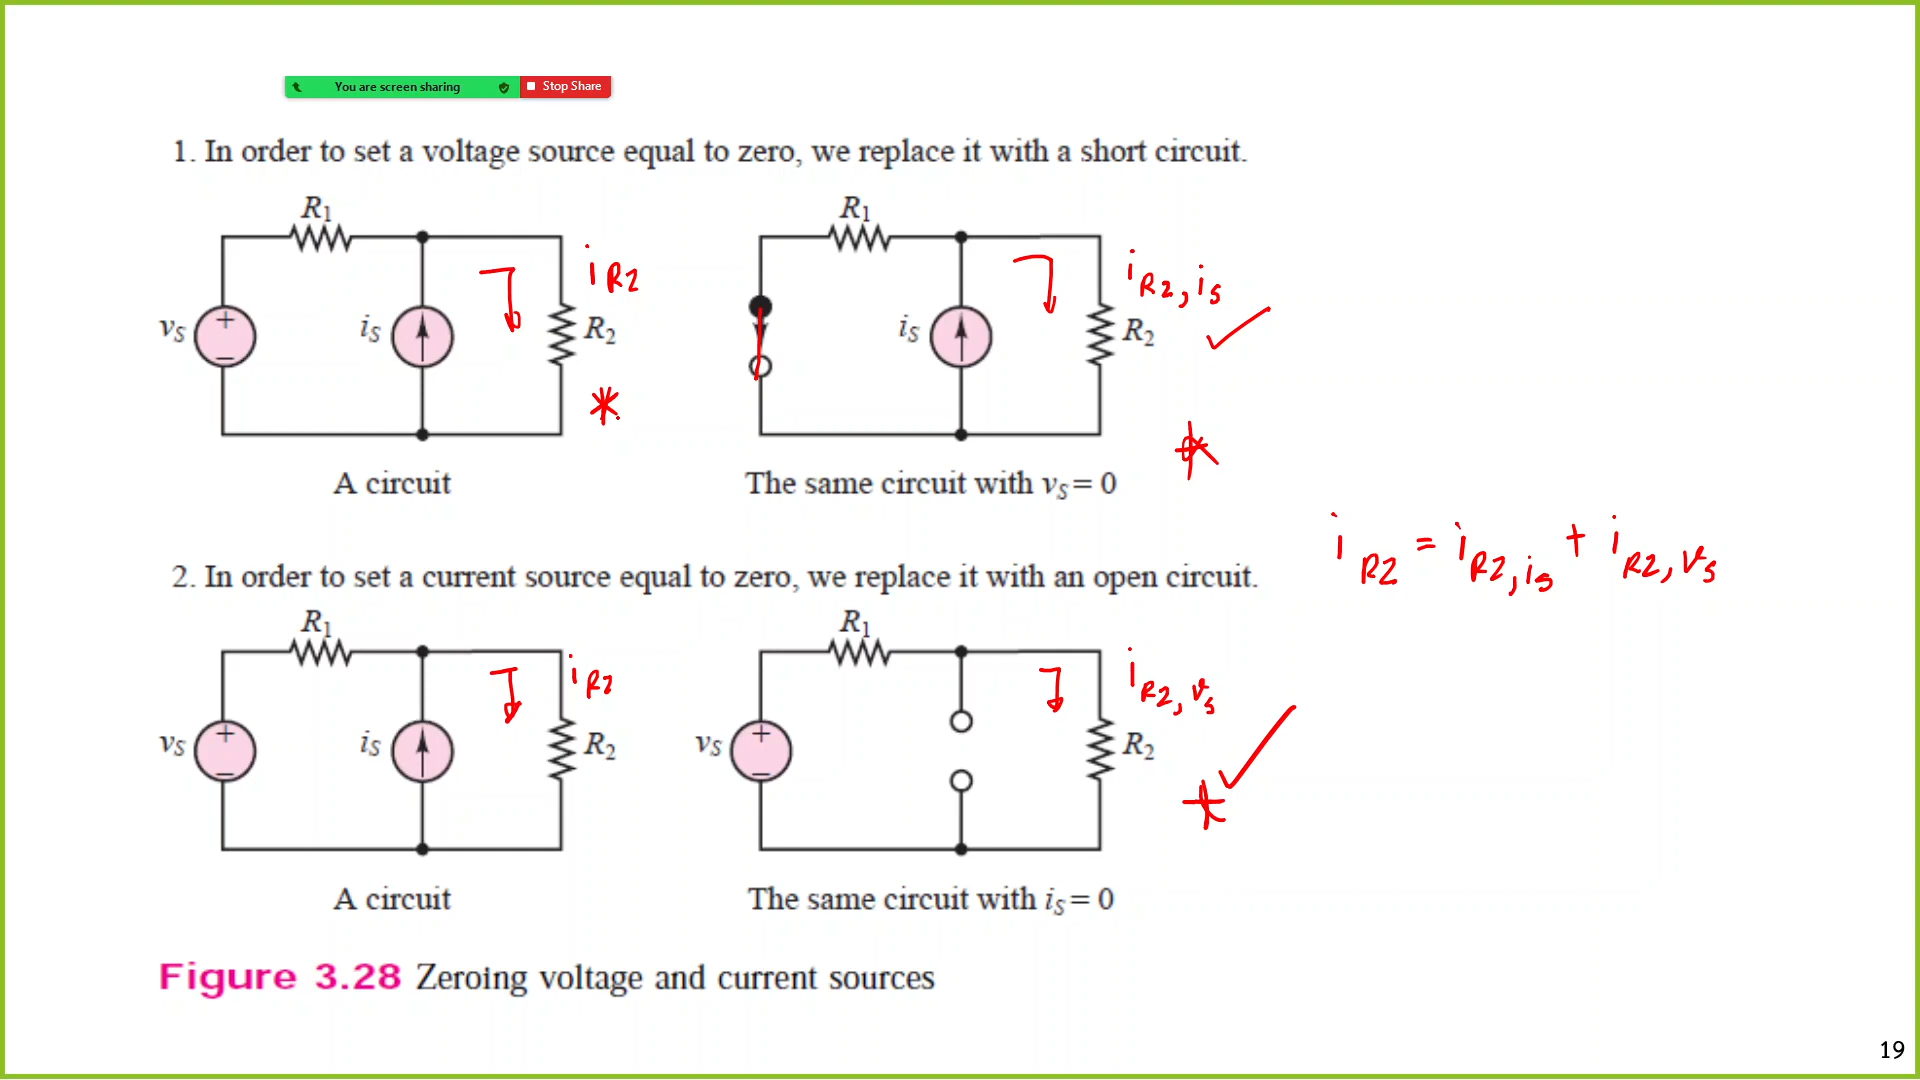 You are screen sharing Stop Share
1. In order to set a voltage source equal to zero, we replace it with a short circuit.
R1 R1
vS + − iS iR2 R2 iS iR2,is R2
A circuit The same circuit with vS = 0
iR2 = iR2,is + iR2,vs
2. In order to set a current source equal to zero, we replace it with an open circuit.
R1 R1
vS + − iS iR2 R2 vS + − iR2,vs R2
A circuit The same circuit with iS = 0
Figure 3.28 Zeroing voltage and current sources
19